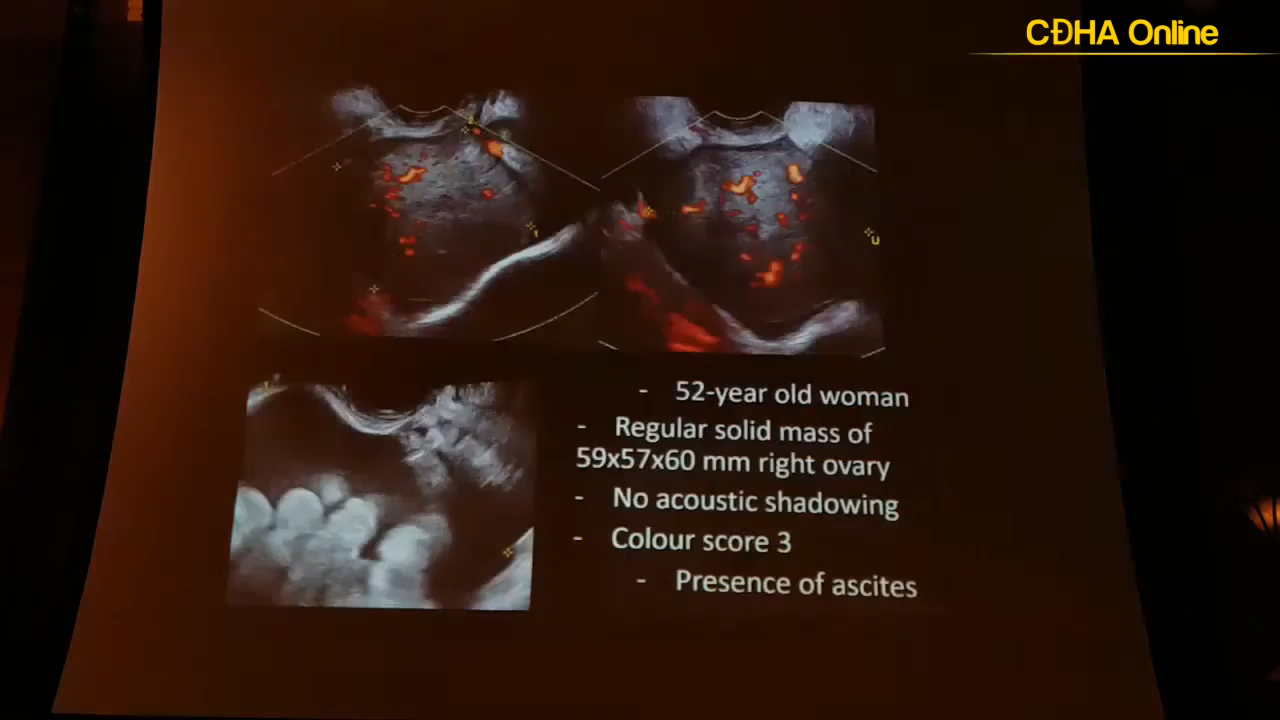 CĐHA Online
- 52-year old woman
- Regular solid mass of
59x57x60 mm right ovary
- No acoustic shadowing
- Colour score 3
- Presence of ascites